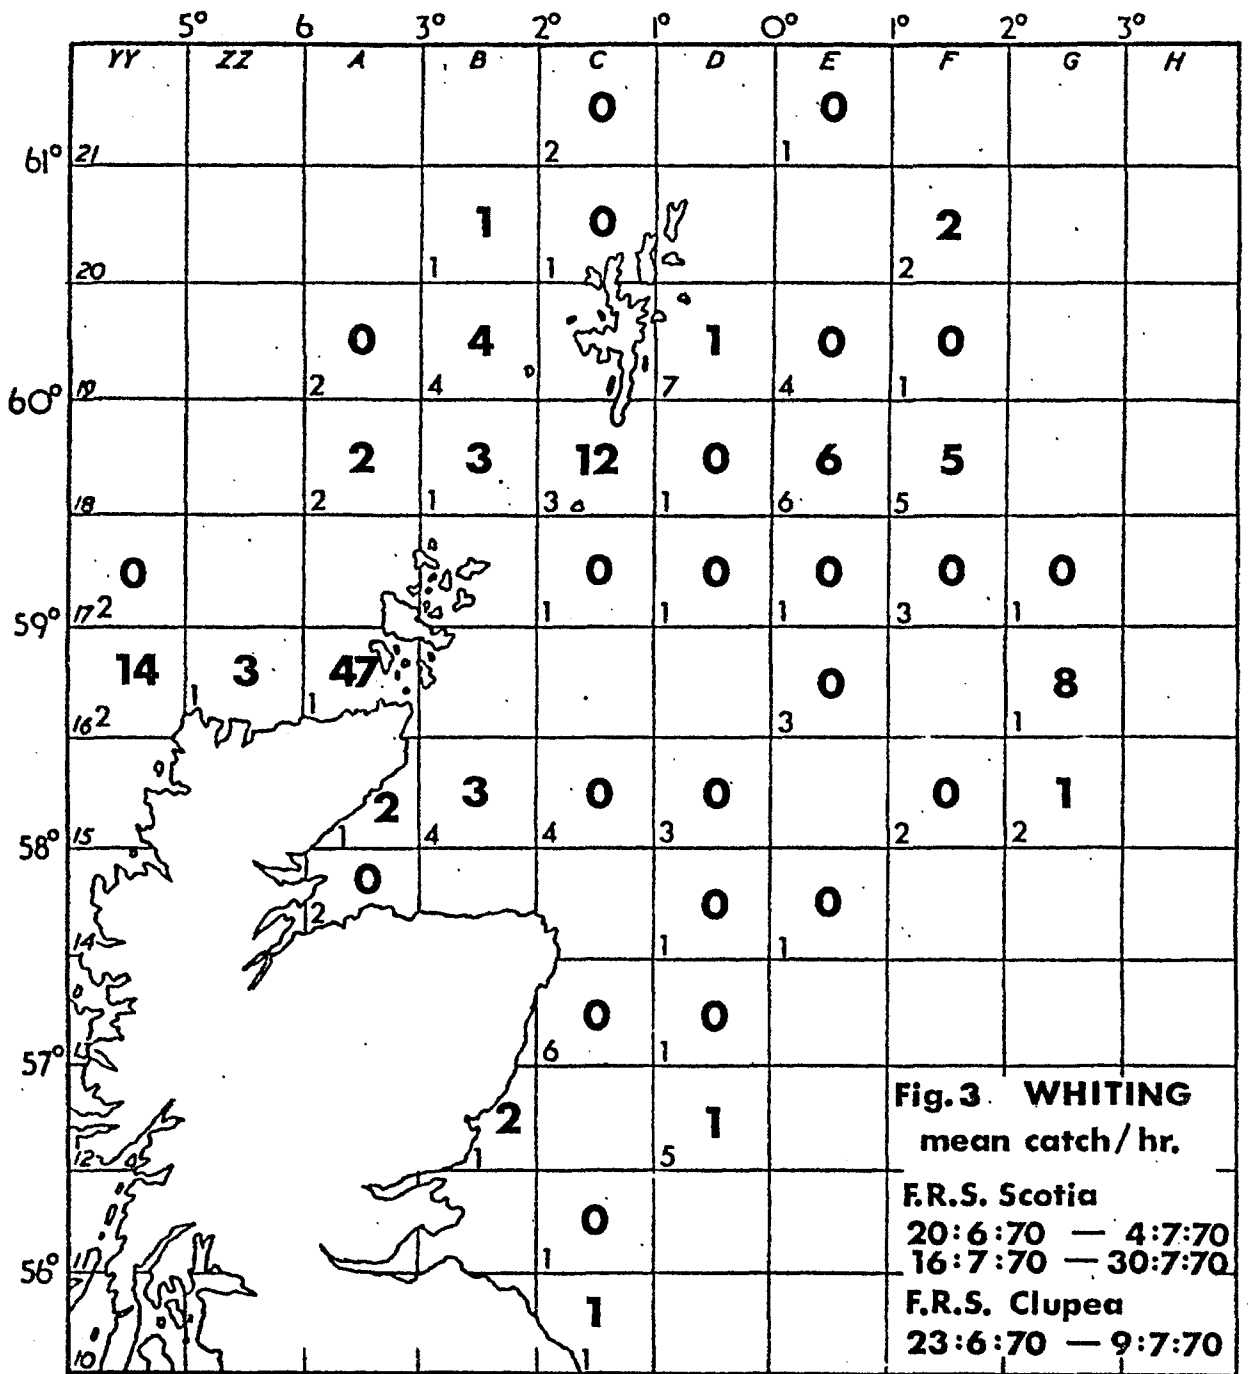 5° 6 3° 2° 1° 0° 1° 2° 3°
YY ZZ A B C D E F G H
0 0
61° 21 2 1
1 0 2
20 1 1 2
0 4 1 0 0
60° 19 2 4 7 4 1
2 3 12 0 6 5
18 2 1 3 1 6 5
0 0 0 0 0 0
59° 17 2 1 1 1 3 1
14 3 47 0 8
16 2 1 1 3 1
2 3 0 0 0 1
58° 15 1 4 4 3 2 2
0 0 0
14 2 1 1
0 0
57° 13 6 1
2 1
12 1 5
0
56° 11 1
1
10 1
Fig.3. WHITING
mean catch/hr.
F.R.S. Scotia
20:6:70 — 4:7:70
16:7:70 — 30:7:70
F.R.S. Clupea
23:6:70 — 9:7:70